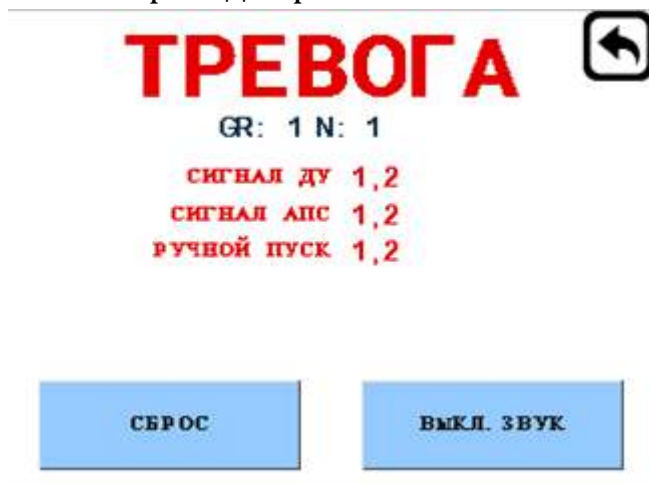 ТРЕВОГА
GR: 1 N: 1
СИГНАЛ ДУ 1,2
СИГНАЛ АПС 1,2
РУЧНОЙ ПУСК 1,2
СБРОС
ВЫКЛ. ЗВУК